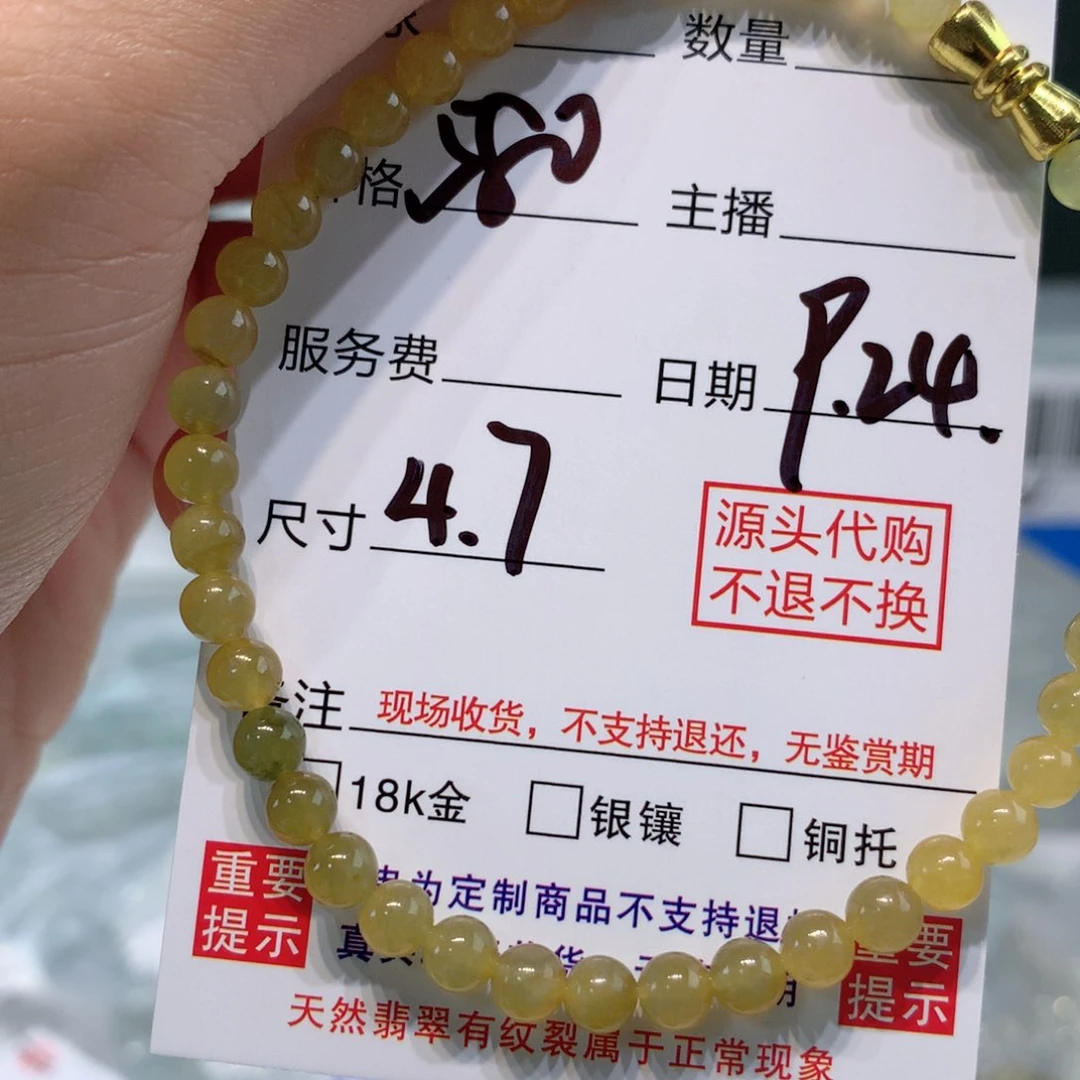 数量
格
主播
服务费
日期 9.24.
尺寸 4.7
源头代购
不退不换
注 现场收货，不支持退还，无鉴赏期
18K金 银镶 铜托
重要
提示
为定制商品不支持退
真
重要
提示
天然翡翠有纹裂属于正常现象